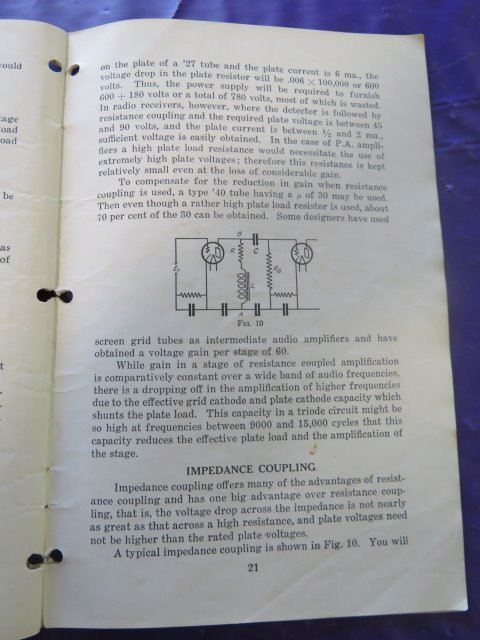 would
tage
oad
oad
be
as
of
t
on the plate of a '27 tube and the plate current is 6 ma., the
voltage drop in the plate resistor will be .006 × 100,000 or 600
volts. Thus, the power supply will be required to furnish
600 + 180 volts or a total of 780 volts, most of which is wasted.
In radio receivers, however, where the detector is followed by
resistance coupling and the required plate voltage is between 45
and 90 volts, and the plate current is between ½ and 2 ma.,
sufficient voltage is easily obtained. In the case of P.A. ampli-
fiers a high plate load resistance would necessitate the use of
extremely high plate voltages; therefore this resistance is kept
relatively small even at the loss of considerable gain.
To compensate for the reduction in gain when resistance
coupling is used, a type '40 tube having a μ of 30 may be used.
Then even though a rather high plate load resistor is used, about
70 per cent of the 30 can be obtained. Some designers have used
B
R
C
E₁
L
R_G
A
FIG. 10
screen grid tubes as intermediate audio amplifiers and have
obtained a voltage gain per stage of 60.
While gain in a stage of resistance coupled amplification
is comparatively constant over a wide band of audio frequencies,
there is a dropping off in the amplification of higher frequencies
due to the effective grid cathode and plate cathode capacity which
shunts the plate load. This capacity in a triode circuit might be
so high at frequencies between 9000 and 15,000 cycles that this
capacity reduces the effective plate load and the amplification of
the stage.
IMPEDANCE COUPLING
Impedance coupling offers many of the advantages of resist-
ance coupling and has one big advantage over resistance coup-
ling, that is, the voltage drop across the impedance is not nearly
as great as that across a high resistance, and plate voltages need
not be higher than the rated plate voltages.
A typical impedance coupling is shown in Fig. 10. You will
21